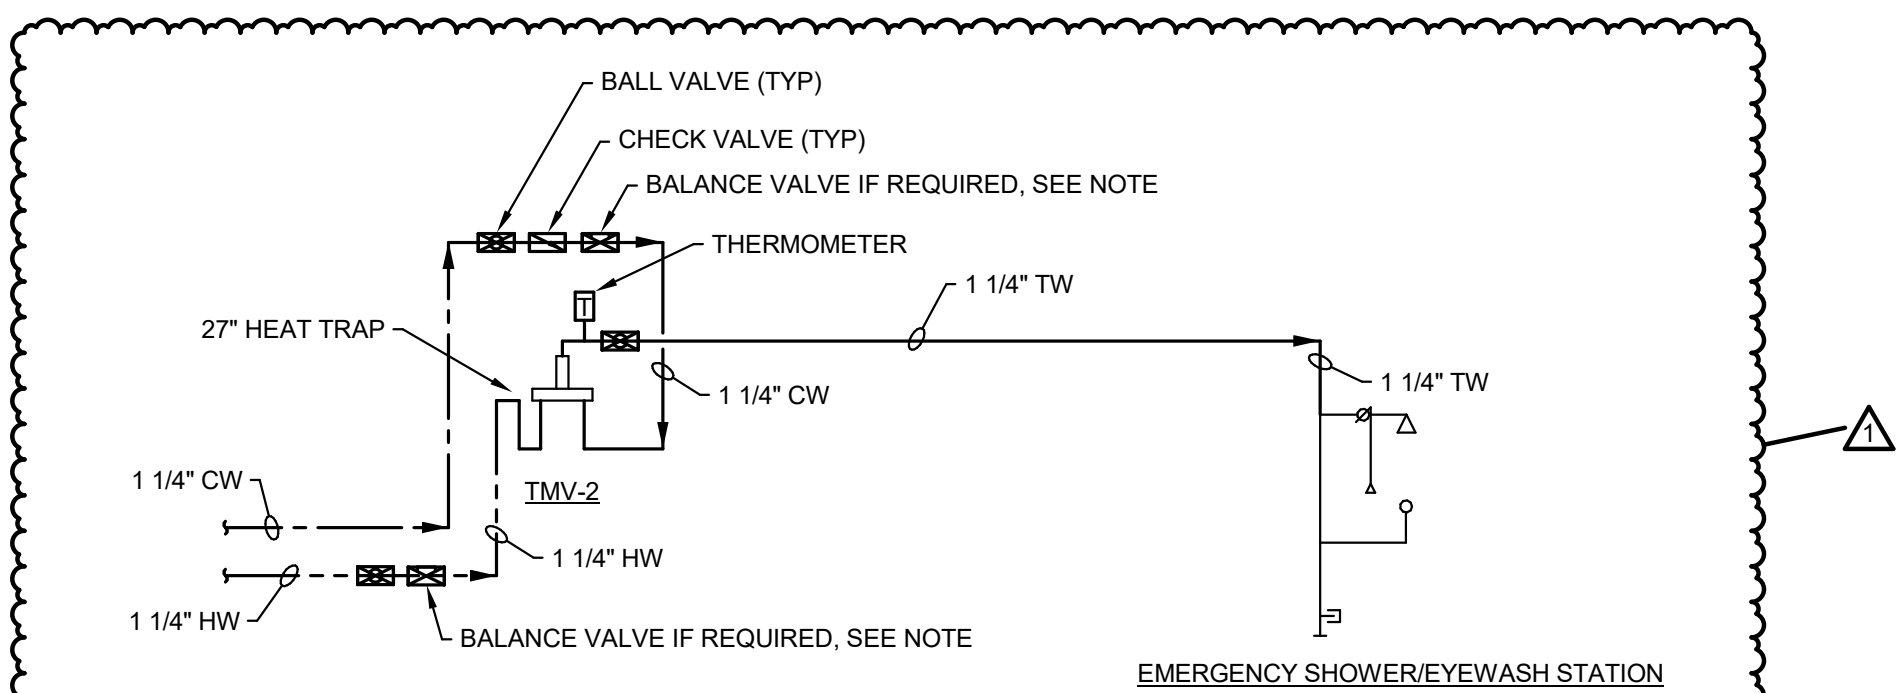 BALL VALVE (TYP)
CHECK VALVE (TYP)
BALANCE VALVE IF REQUIRED, SEE NOTE
THERMOMETER
T
1 1/4" TW
27" HEAT TRAP
1 1/4" TW
1 1/4" CW
1
1 1/4" CW
TMV-2
1 1/4" HW
1 1/4" HW
BALANCE VALVE IF REQUIRED, SEE NOTE
EMERGENCY SHOWER/EYEWASH STATION